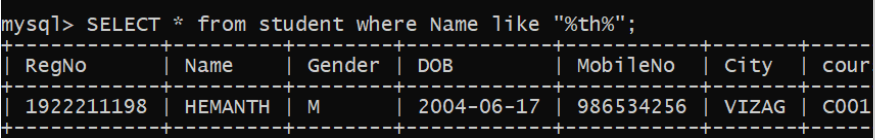 mysql> SELECT * from student where Name like "%th%";
+------------+---------+--------+------------+-----------+-------+-----
| RegNo | Name | Gender | DOB | MobileNo | City | cour
+------------+---------+--------+------------+-----------+-------+-----
| 1922211198 | HEMANTH | M | 2004-06-17 | 986534256 | VIZAG | C001
+------------+---------+--------+------------+-----------+-------+-----